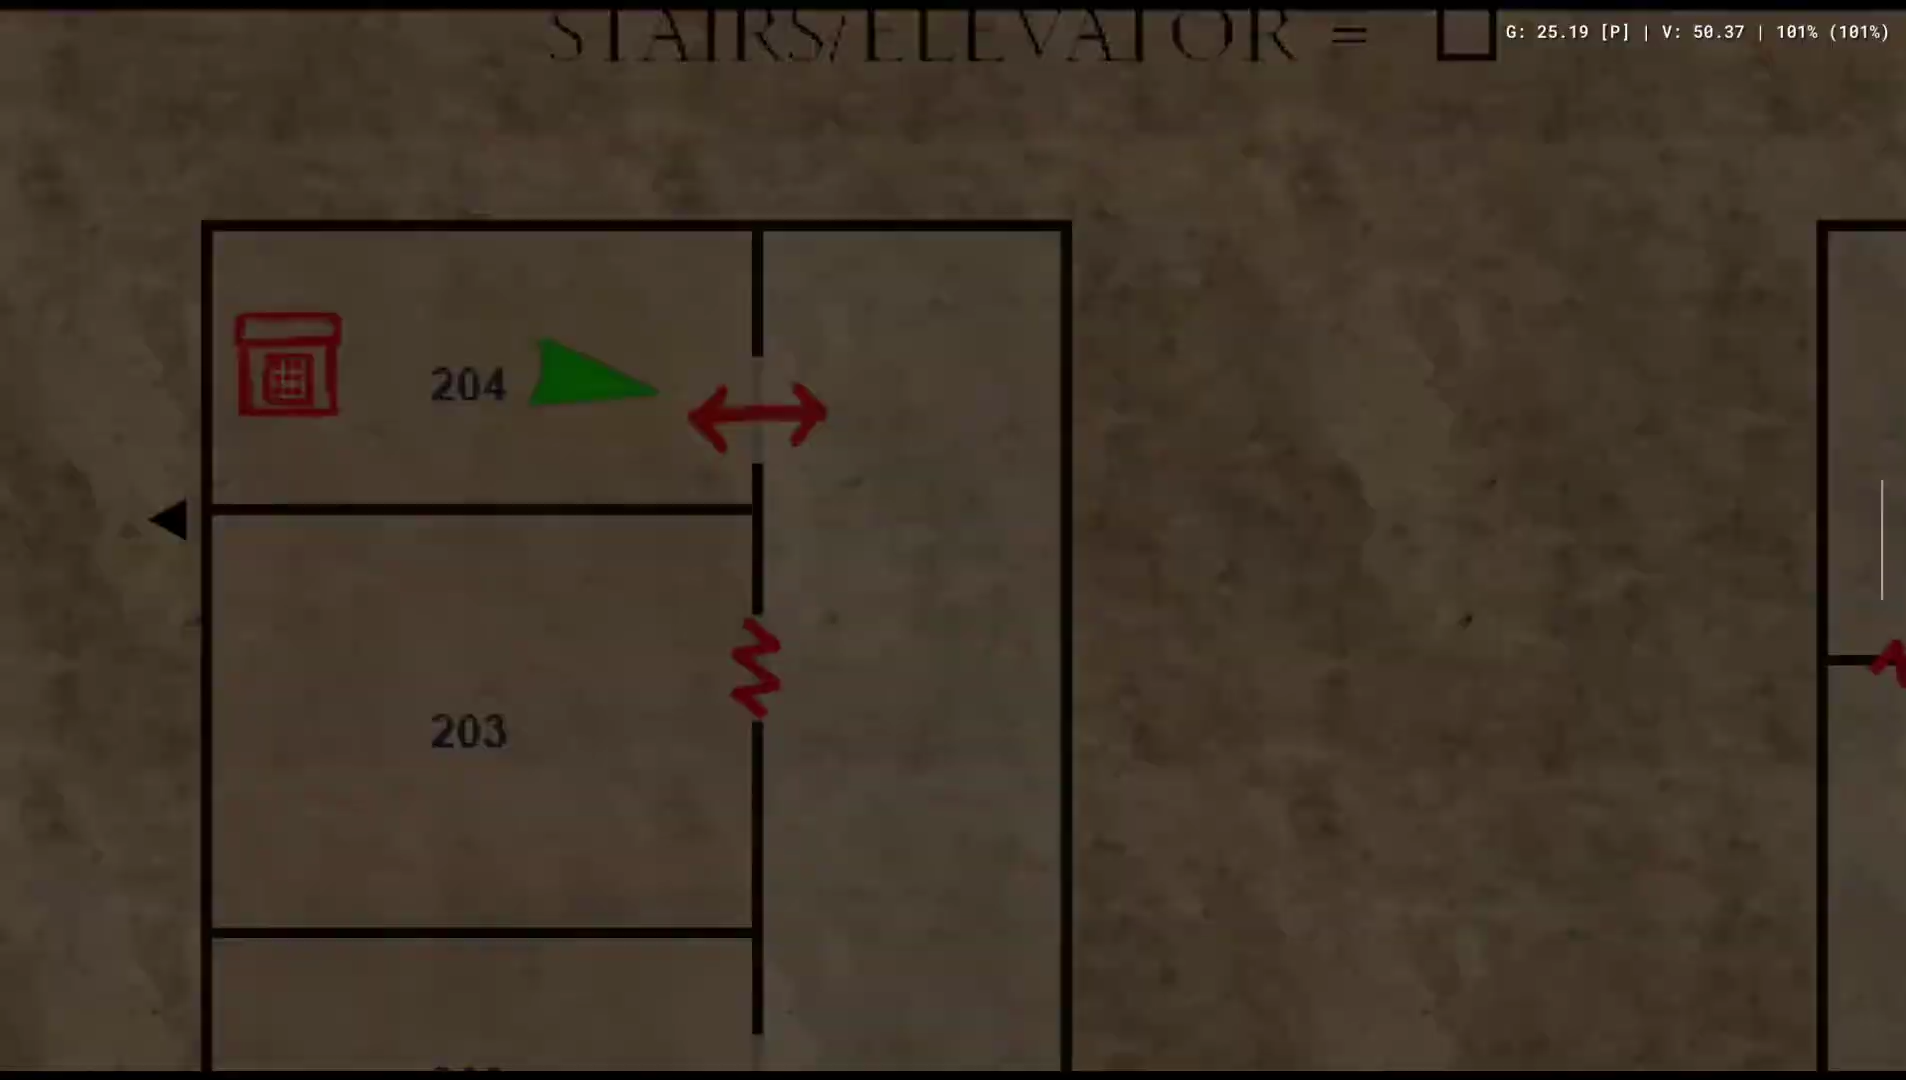 STAIRS/ELEVATOR =
G: 25.19 [P] | V: 50.37 | 101% (101%)
204
203